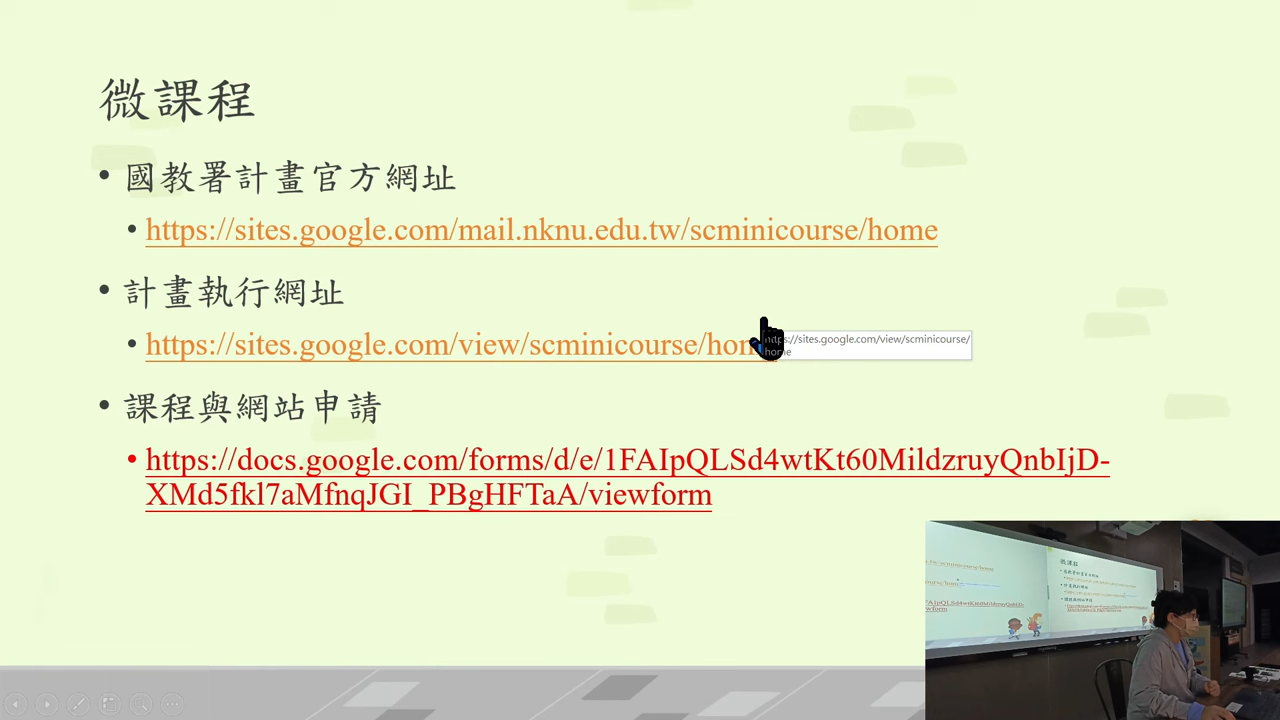 微課程
• 國教署計畫官方網址
• https://sites.google.com/mail.nknu.edu.tw/scminicourse/home
• 計畫執行網址
• https://sites.google.com/view/scminicourse/hom
https://sites.google.com/view/scminicourse/
home
• 課程與網站申請
• https://docs.google.com/forms/d/e/1FAIpQLSd4wtKt60MildzruyQnbIjD-
XMd5fkl7aMfnqJGI_PBgHFTaA/viewform
微課程